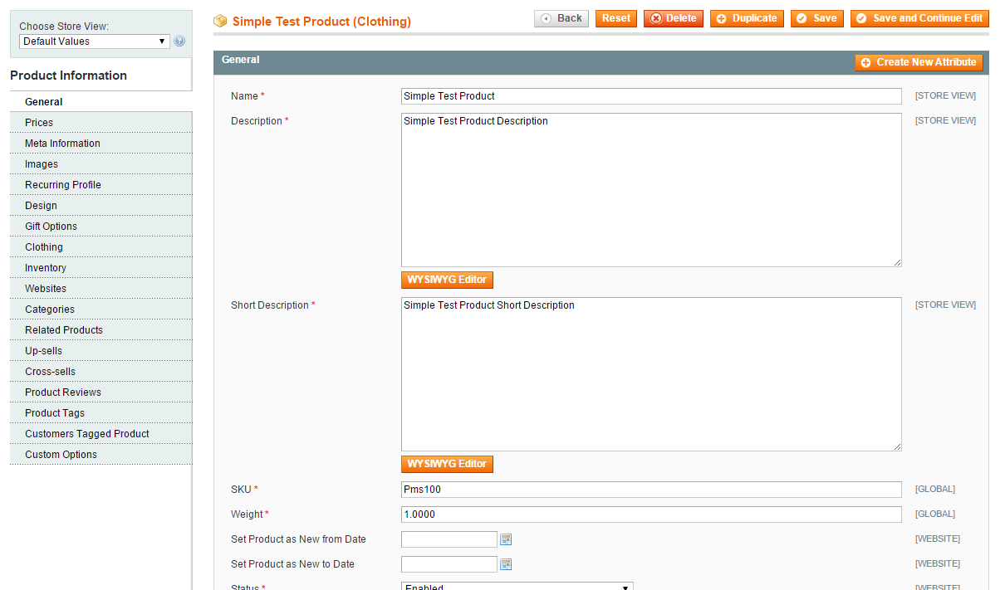 Choose Store View:
Default Values
Product Information
General
Prices
Meta Information
Images
Recurring Profile
Design
Gift Options
Clothing
Inventory
Websites
Categories
Related Products
Up-sells
Cross-sells
Product Reviews
Product Tags
Customers Tagged Product
Custom Options
Simple Test Product (Clothing)
Back Reset Delete Duplicate Save Save and Continue Edit
General Create New Attribute
Name * Simple Test Product [STORE VIEW]
Description * Simple Test Product Description [STORE VIEW]
WYSIWYG Editor
Short Description * Simple Test Product Short Description [STORE VIEW]
WYSIWYG Editor
SKU * Pms100 [GLOBAL]
Weight * 1.0000 [GLOBAL]
Set Product as New from Date [WEBSITE]
Set Product as New to Date [WEBSITE]
Status * Enabled [WEBSITE]